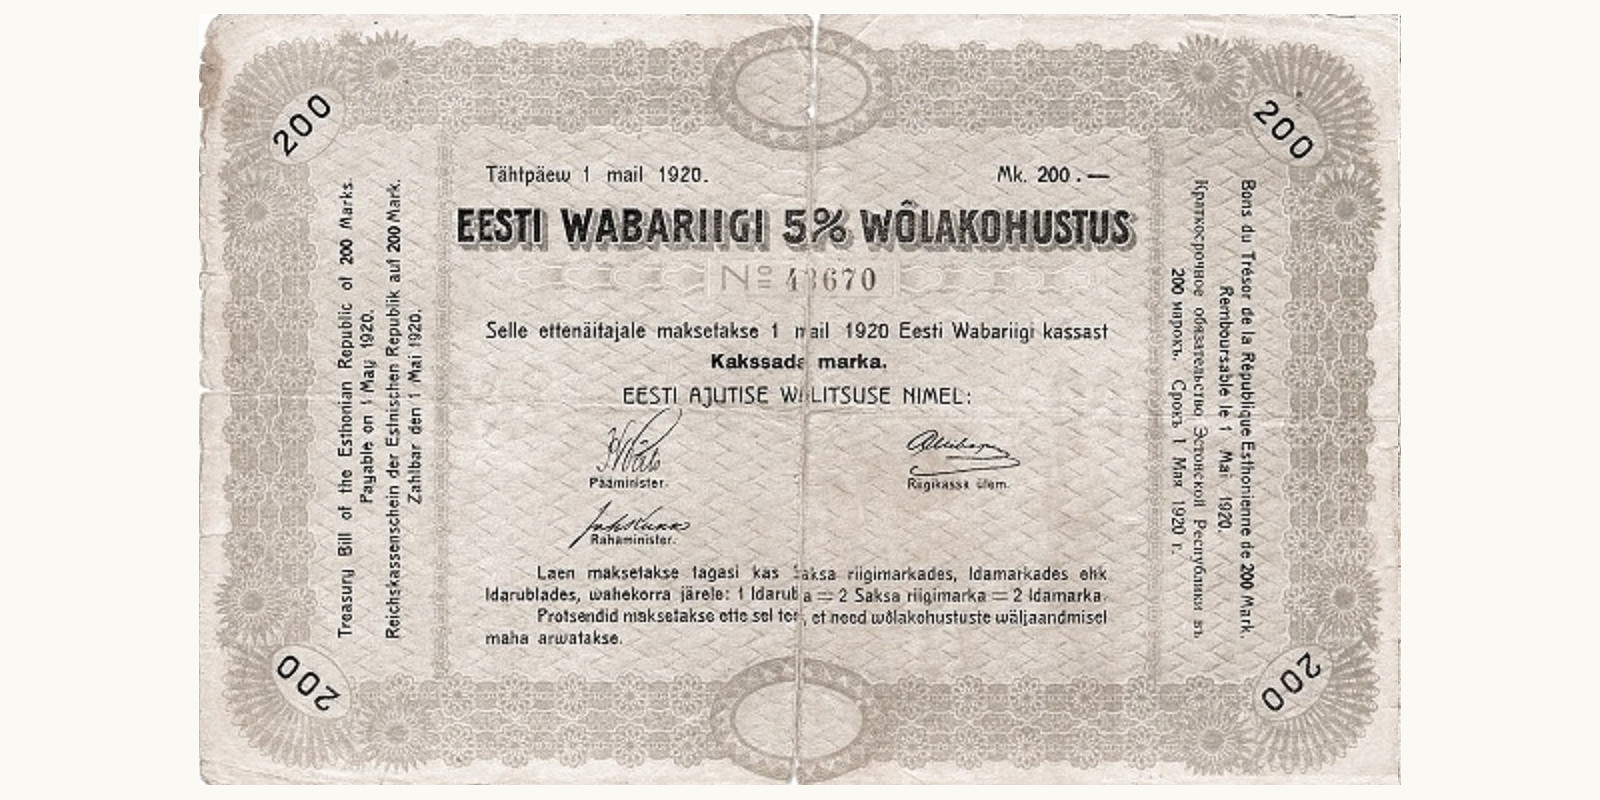 200
200
Tähtpäew 1 mail 1920.
Mk. 200.—
EESTI WABARIIGI 5% WÕLAKOHUSTUS
№ 43670
Selle ettenäitajale maksetakse 1 mail 1920 Eesti Wabariigi kassast
Kakssada marka.
EESTI AJUTISE WALITSUSE NIMEL:
Pääminister.
Riigikassa ülem.
Rahaminister.
Laen maksetakse tagasi kas Saksa riigimarkades, Idamarkades ehk
Idarublades, wahekorra järele: 1 Idarubla = 2 Saksa riigimarka = 2 Idamarka.
Protsendid maksetakse ette sel teel, et need wõlakohustuste wäljaandmisel
maha arwatakse.
Treasury Bill of the Esthonian Republic of 200 Marks.
Payable on 1 May 1920.
Reichskassenschein der Estnischen Republik auf 200 Mark.
Zahlbar den 1 Mai 1920.
Bons du Trésor de la République Esthonienne de 200 Mark.
Remboursable le 1 Mai 1920.
Краткосрочное обязательство Эстонской Республики въ
200 марокъ. Срокъ 1 Мая 1920 г.
200
200